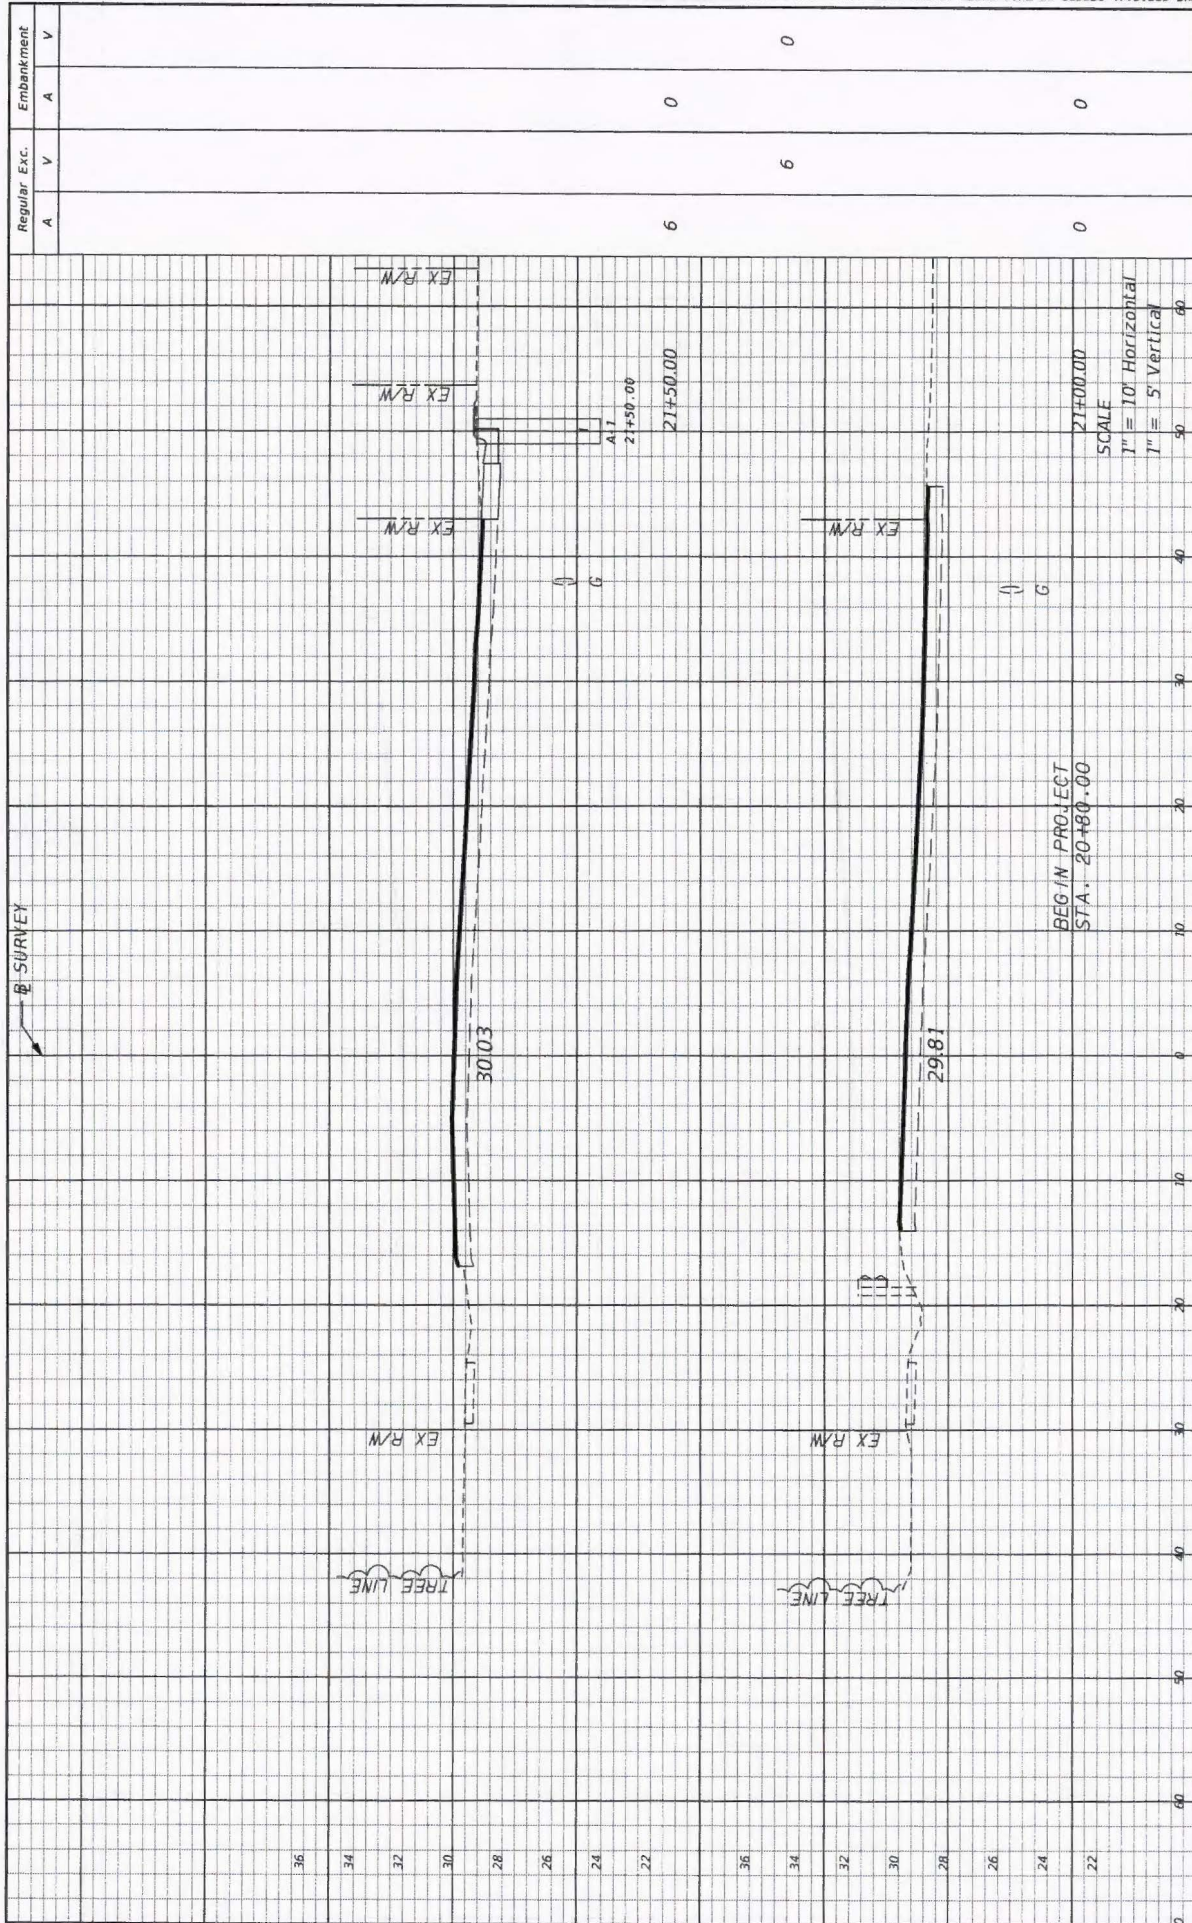 Regular Exc.
Embankment
A
V
A
V
℄ SURVEY
36
34
32
30
28
26
24
22
TREE LINE
EX R/W
30.03
EX R/W
EX R/W
EX R/W
G
A-1
21+50.00
21+50.00
6
0
6
0
36
34
32
30
28
26
24
22
TREE LINE
EX R/W
29.81
EX R/W
G
BEGIN PROJECT
STA. 20+80.00
21+00.00
0
0
SCALE
1" = 10' Horizontal
1" = 5' Vertical
60
50
40
30
20
10
0
10
20
30
40
50
60